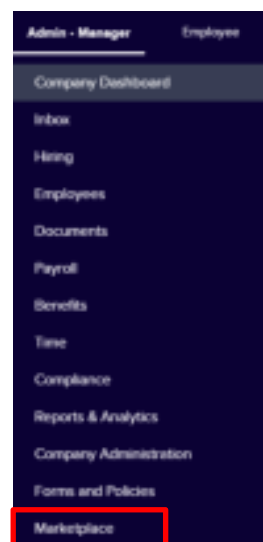 Admin - Manager Employee
Company Dashboard
Inbox
Hiring
Employees
Documents
Payroll
Benefits
Time
Compliance
Reports & Analytics
Company Administration
Forms and Policies
Marketplace